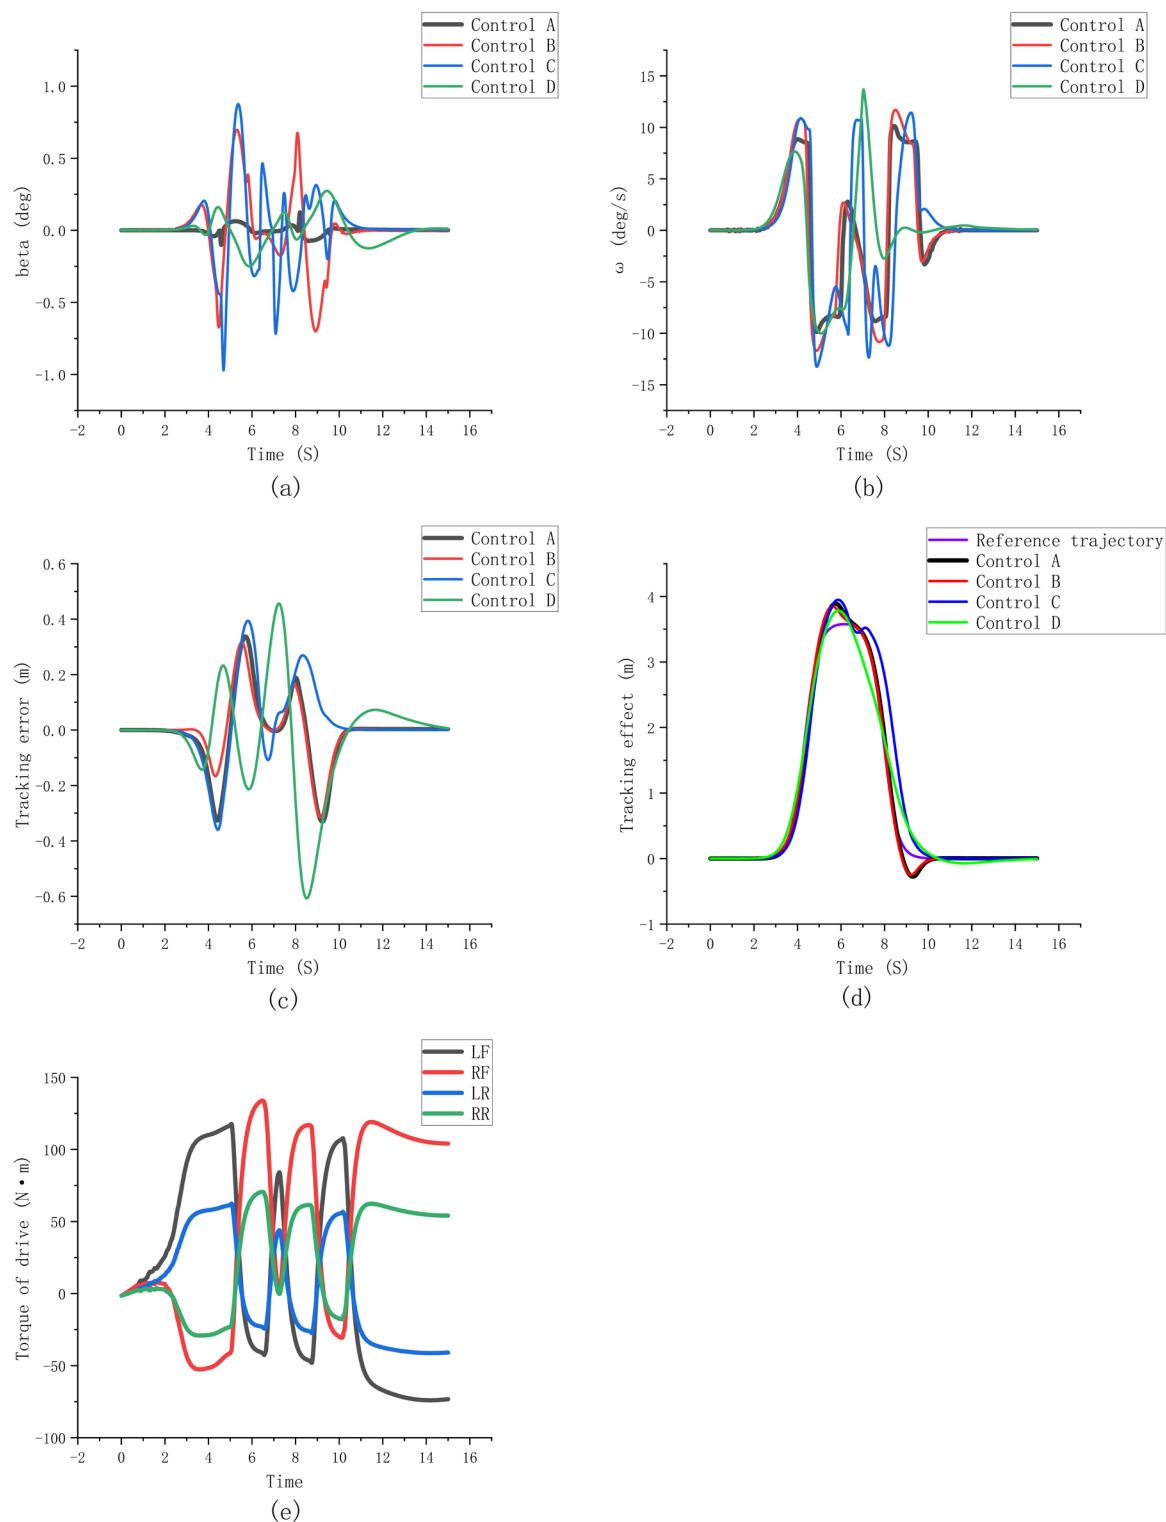 Control A
Control B
Control C
Control D
1.0
0.5
0.0
-0.5
-1.0
beta (deg)
-2 0 2 4 6 8 10 12 14 16
Time (S)
(a)
Control A
Control B
Control C
Control D
15
10
5
0
-5
-10
-15
ω (deg/s)
-2 0 2 4 6 8 10 12 14 16
Time (S)
(b)
Control A
Control B
Control C
Control D
0.6
0.4
0.2
0.0
-0.2
-0.4
-0.6
Tracking error (m)
-2 0 2 4 6 8 10 12 14 16
Time (S)
(c)
Reference trajectory
Control A
Control B
Control C
Control D
4
3
2
1
0
-1
Tracking effect (m)
-2 0 2 4 6 8 10 12 14 16
Time (S)
(d)
LF
RF
LR
RR
150
100
50
0
-50
-100
Torque of drive (N•m)
-2 0 2 4 6 8 10 12 14 16
Time
(e)